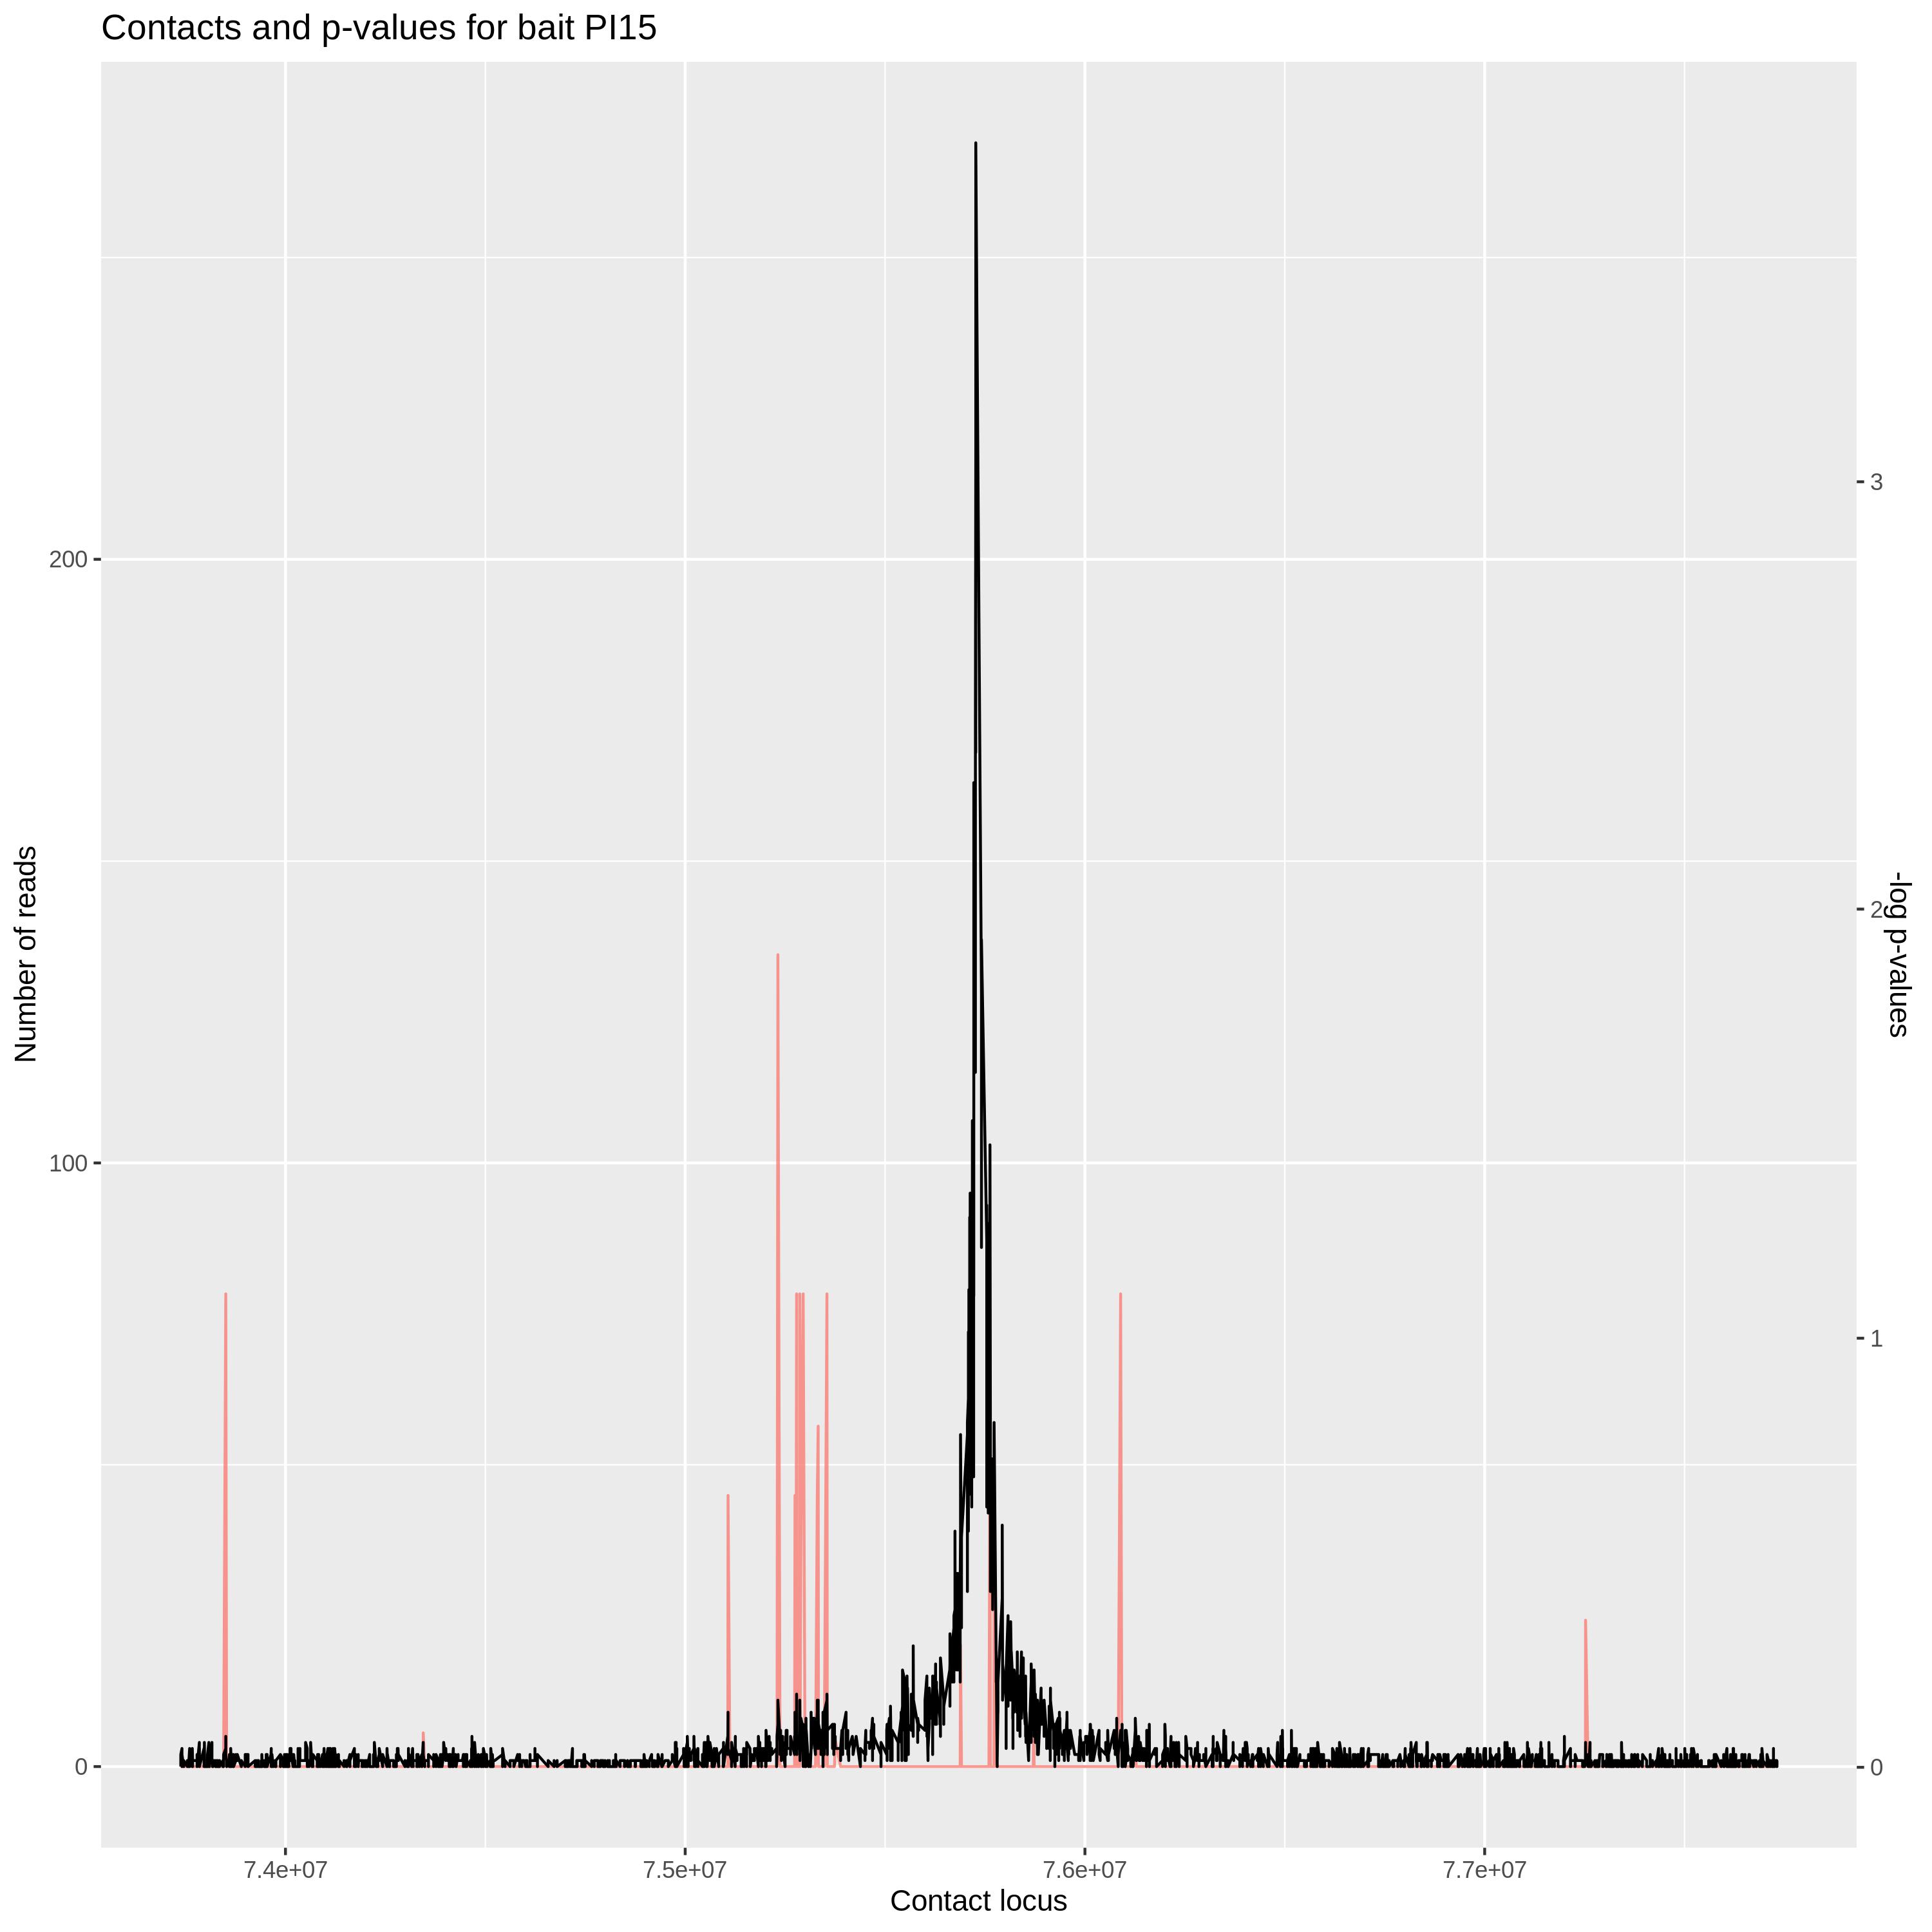 Contacts and p-values for bait PI15
Number of reads
200
100
0
3
2
1
0
-log p-values
7.4e+07
7.5e+07
7.6e+07
7.7e+07
Contact locus